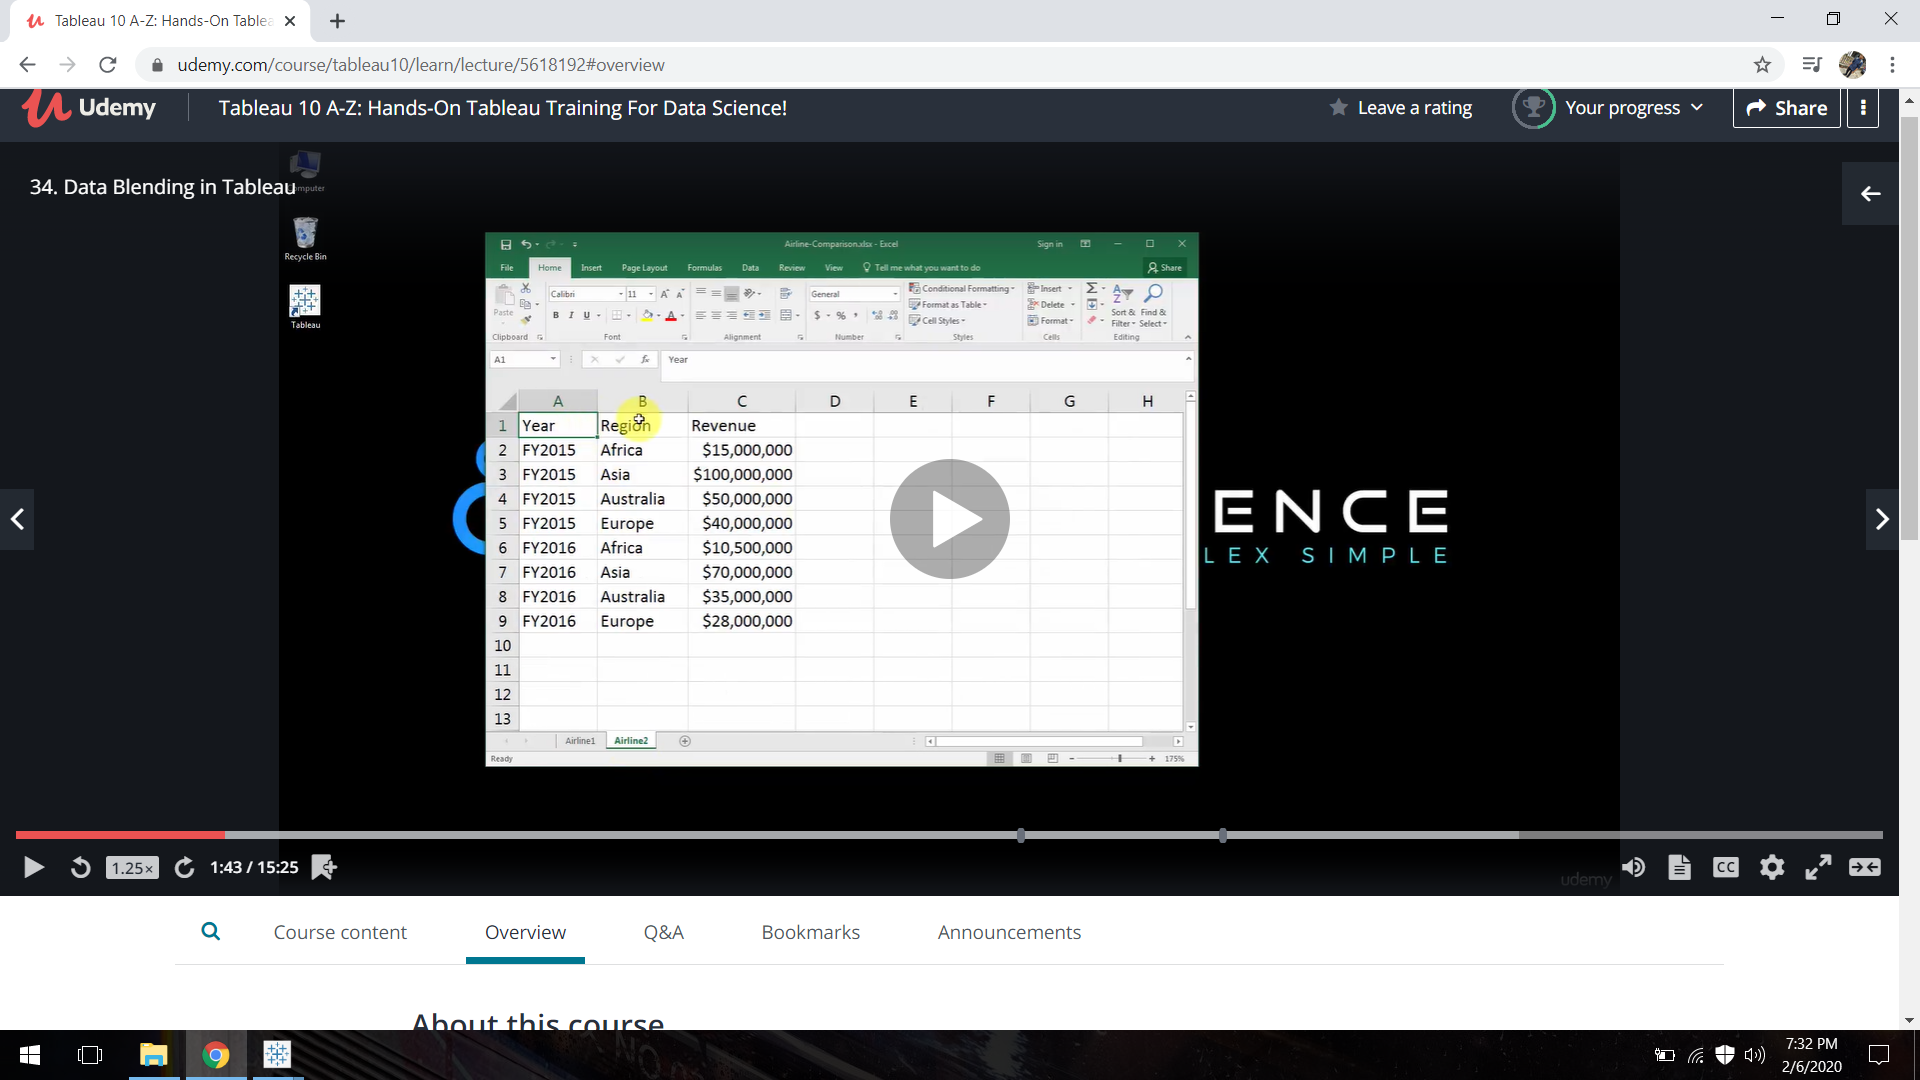 Tableau 10 A-Z: Hands-On Tablea
udemy.com/course/tableau10/learn/lecture/5618192#overview
Udemy
Tableau 10 A-Z: Hands-On Tableau Training For Data Science!
Leave a rating
Your progress
Share
34. Data Blending in Tableau
Recycle Bin
Tableau
Airline-Comparison.xlsx - Excel
Sign in
File Home Insert Page Layout Formulas Data Review View Tell me what you want to do Share
Paste
Calibri 11
B I U
General
$ % ,
Conditional Formatting
Format as Table
Cell Styles
Insert
Delete
Format
Sort & Filter
Find & Select
Clipboard Font Alignment Number Styles Cells Editing
A1 fx Year
A B C D E F G H
1 Year Region Revenue
2 FY2015 Africa $15,000,000
3 FY2015 Asia $100,000,000
4 FY2015 Australia $50,000,000
5 FY2015 Europe $40,000,000
6 FY2016 Africa $10,500,000
7 FY2016 Asia $70,000,000
8 FY2016 Australia $35,000,000
9 FY2016 Europe $28,000,000
10
11
12
13
Airline1 Airline2
Ready
175%
ENCE
LEX SIMPLE
1.25×
1:43 / 15:25
udemy
CC
Course content
Overview
Q&A
Bookmarks
Announcements
About this course
7:32 PM
2/6/2020